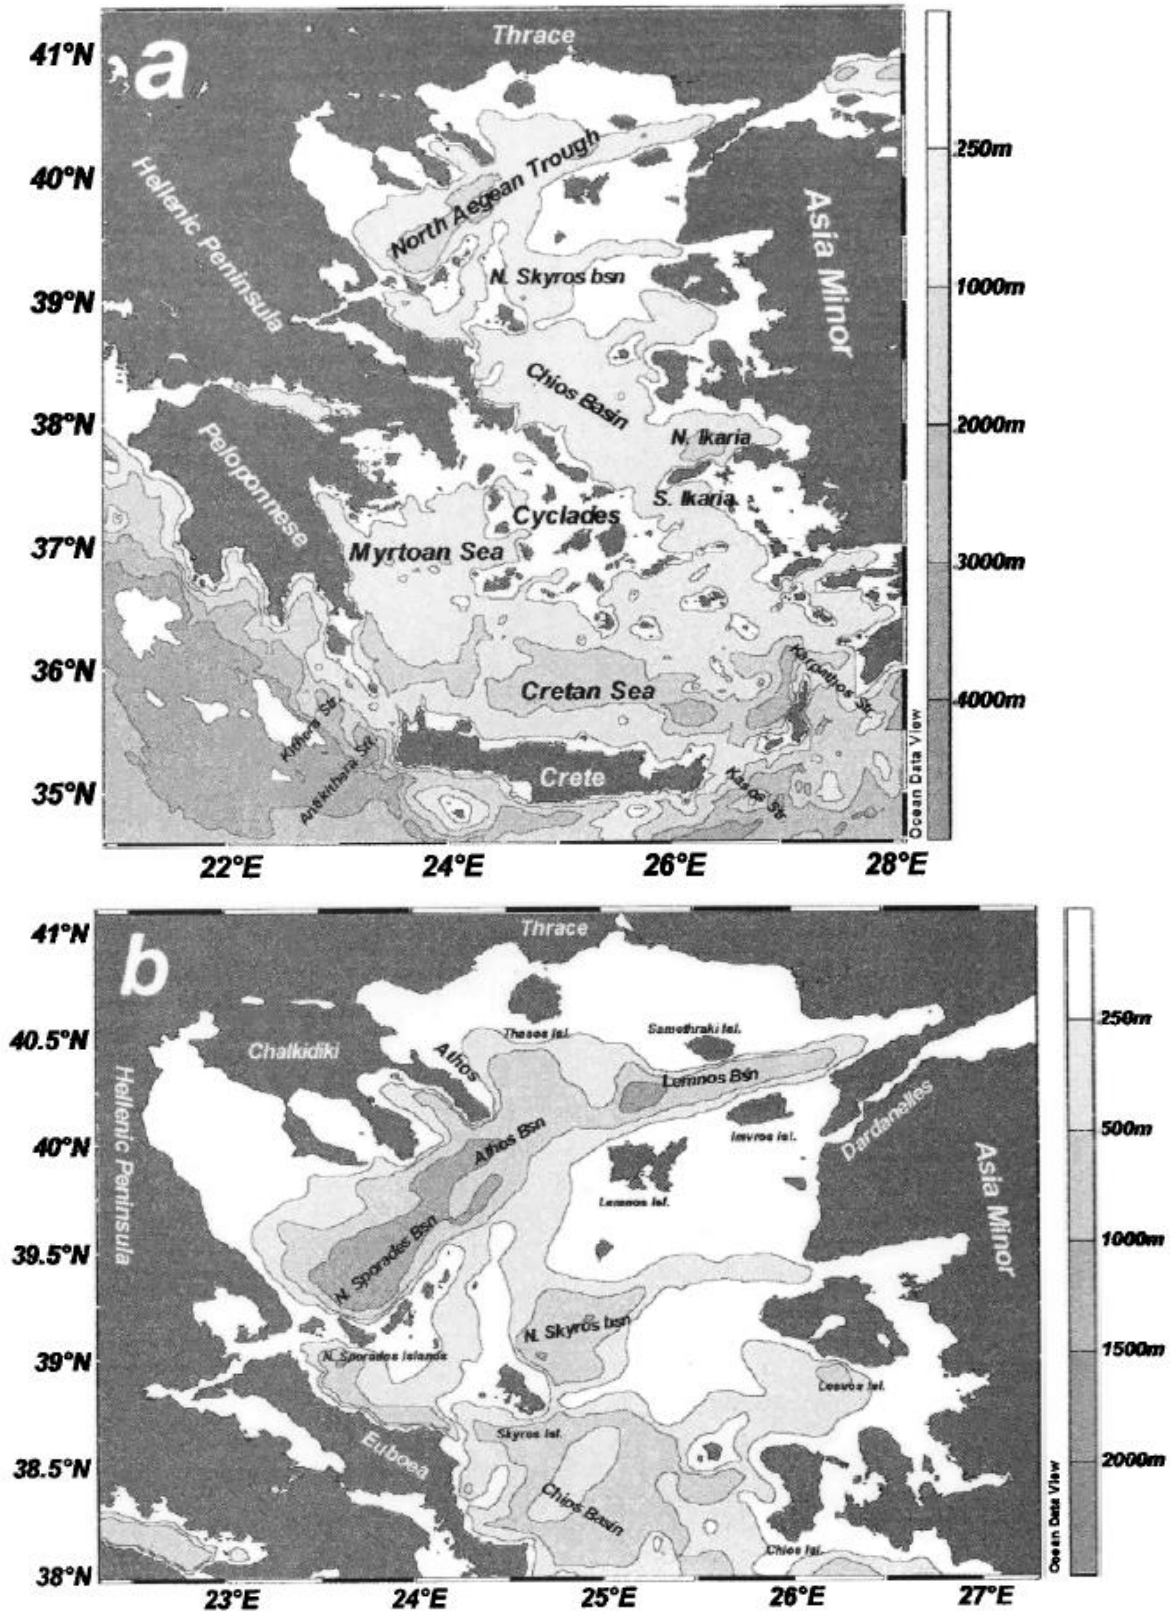 a
Thrace
41°N
250m
Hellenic Peninsula
North Aegean Trough
40°N
Asia Minor
N. Skyros bsn
39°N
1000m
Chios Basin
38°N
N. Ikaria
2000m
Peloponnese
S. Ikaria
Cyclades
37°N
Myrtoan Sea
3000m
36°N
Karpathos Str.
Cretan Sea
4000m
Kithera Str.
Antikithera Str.
Crete
Kasos Str
35°N
Ocean Data View
22°E
24°E
26°E
28°E
b
Thrace
41°N
250m
Thasos Isl.
Samothraki Isl.
40.5°N
Chalkidiki
Athos
Lemnos Bsn
Hellenic Peninsula
Dardanelles
500m
Athos Bsn
Imvros Isl.
40°N
Asia Minor
Lemnos Isl.
N. Sporades Bsn
39.5°N
1000m
N. Skyros bsn
N. Sporades Islands
39°N
1500m
Lesvos Isl.
Skyros Isl.
Euboea
38.5°N
2000m
Chios Basin
Chios Isl.
38°N
Ocean Data View
23°E
24°E
25°E
26°E
27°E